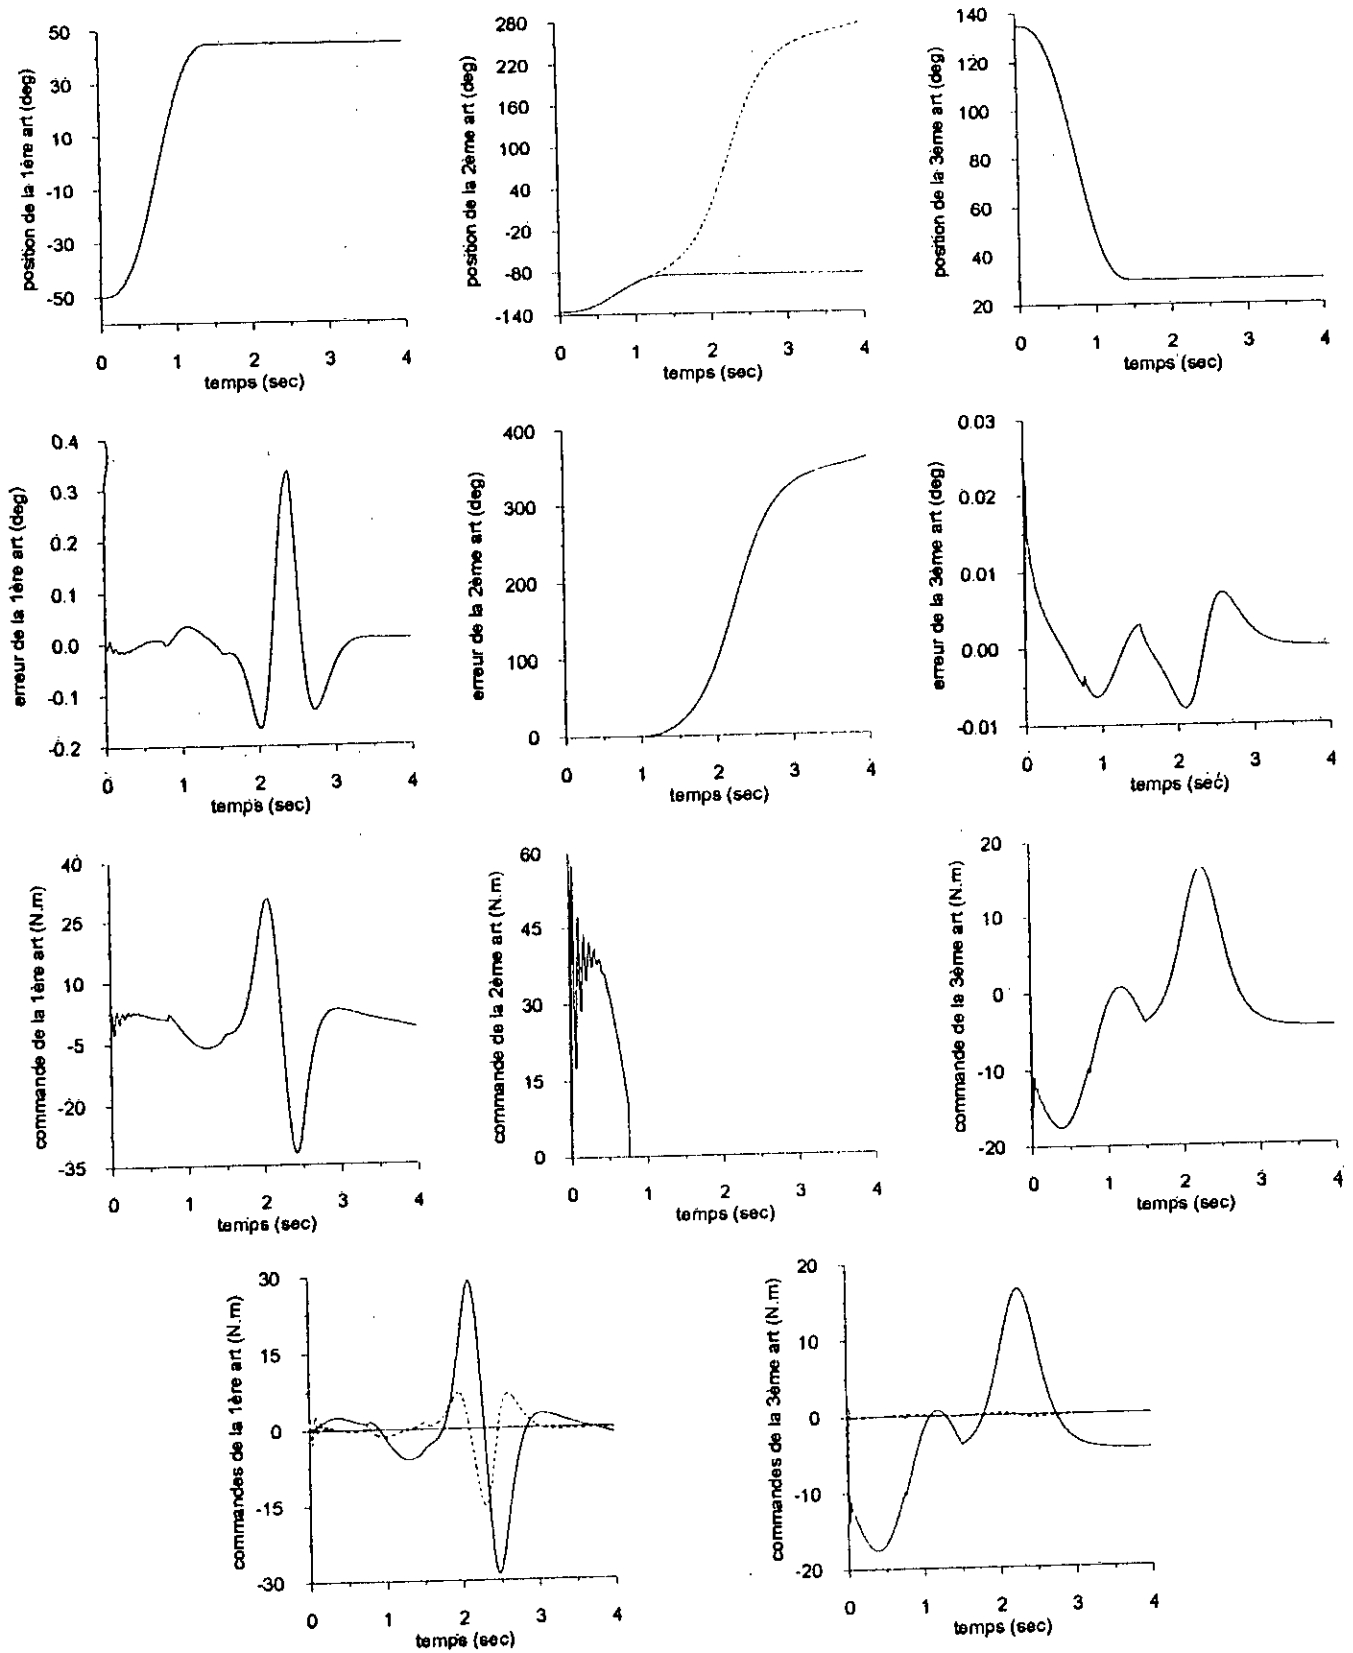 position de la 1ère art (deg)
50
30
10
-10
-30
-50
0 1 2 3 4
temps (sec)
position de la 2ème art (deg)
280
220
160
100
40
-20
-80
-140
0 1 2 3 4
temps (sec)
position de la 3ème art (deg)
140
120
100
80
60
40
20
0 1 2 3 4
temps (sec)
erreur de la 1ère art (deg)
0.4
0.3
0.2
0.1
0.0
-0.1
-0.2
0 1 2 3 4
temps (sec)
erreur de la 2ème art (deg)
400
300
200
100
0
0 1 2 3 4
temps (sec)
erreur de la 3ème art (deg)
0.03
0.02
0.01
0.00
-0.01
0 1 2 3 4
temps (sec)
commande de la 1ère art (N.m)
40
25
10
-5
-20
-35
0 1 2 3 4
temps (sec)
commande de la 2ème art (N.m)
60
45
30
15
0
0 1 2 3 4
temps (sec)
commande de la 3ème art (N.m)
20
10
0
-10
-20
0 1 2 3 4
temps (sec)
commandes de la 1ère art (N.m)
30
15
0
-15
-30
0 1 2 3 4
temps (sec)
commandes de la 3ème art (N.m)
20
10
0
-10
-20
0 1 2 3 4
temps (sec)